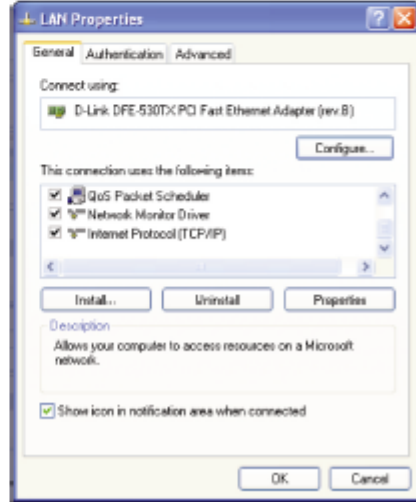 LAN Properties
General Authentication Advanced
Connect using:
D-Link DFE-530TX PCI Fast Ethernet Adapter (rev.B)
Configure...
This connection uses the following items:
QoS Packet Scheduler
Network Monitor Driver
Internet Protocol (TCP/IP)
Install... Uninstall Properties
Description
Allows your computer to access resources on a Microsoft
network.
Show icon in notification area when connected
OK Cancel